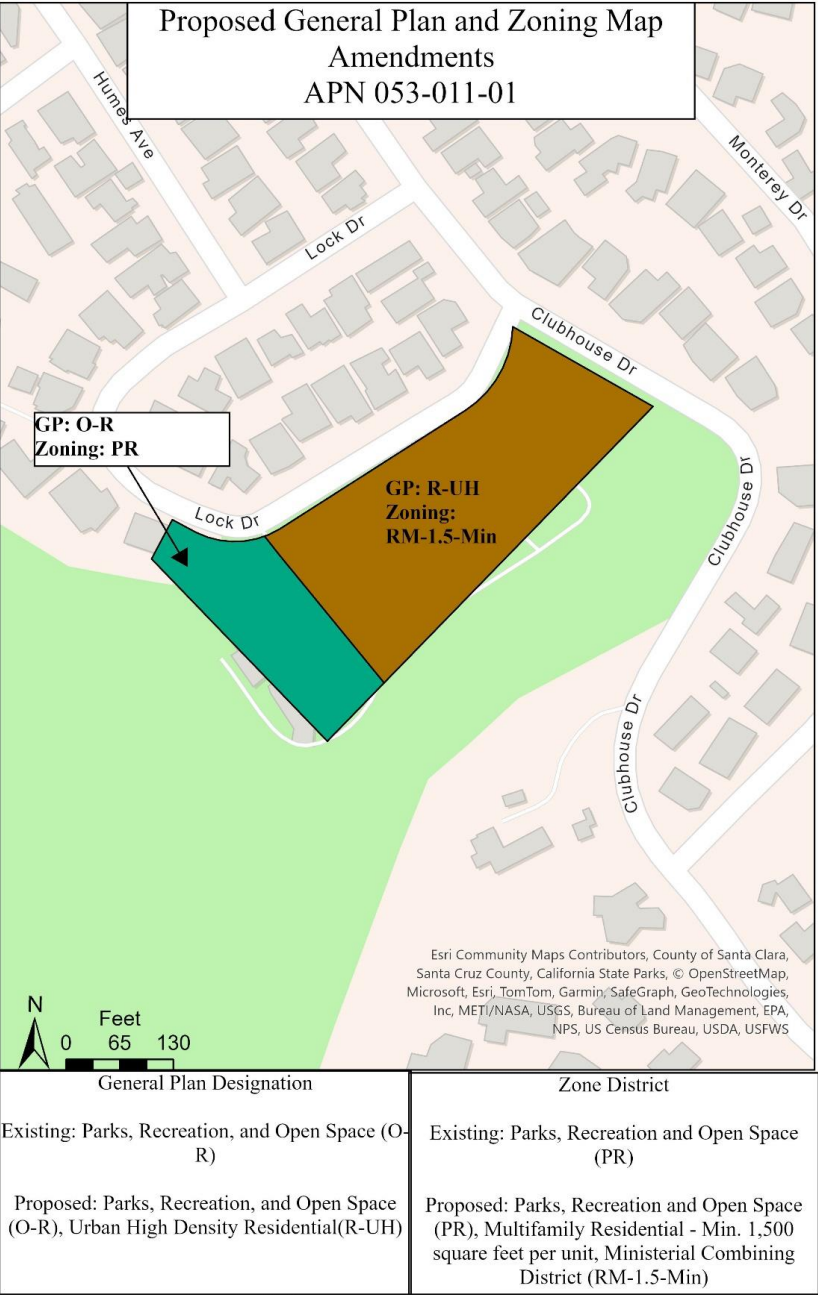 Proposed General Plan and Zoning Map
Amendments
APN 053-011-01
Humes Ave
Monterey Dr
Lock Dr
Clubhouse Dr
GP: O-R
Zoning: PR
GP: R-UH
Zoning:
RM-1.5-Min
Lock Dr
Clubhouse Dr
Clubhouse Dr
Esri Community Maps Contributors, County of Santa Clara,
Santa Cruz County, California State Parks, © OpenStreetMap,
Microsoft, Esri, TomTom, Garmin, SafeGraph, GeoTechnologies,
Inc, METI/NASA, USGS, Bureau of Land Management, EPA,
NPS, US Census Bureau, USDA, USFWS
N
Feet
0 65 130
General Plan Designation
Existing: Parks, Recreation, and Open Space (O-
R)
Proposed: Parks, Recreation, and Open Space
(O-R), Urban High Density Residential(R-UH)
Zone District
Existing: Parks, Recreation and Open Space
(PR)
Proposed: Parks, Recreation and Open Space
(PR), Multifamily Residential - Min. 1,500
square feet per unit, Ministerial Combining
District (RM-1.5-Min)